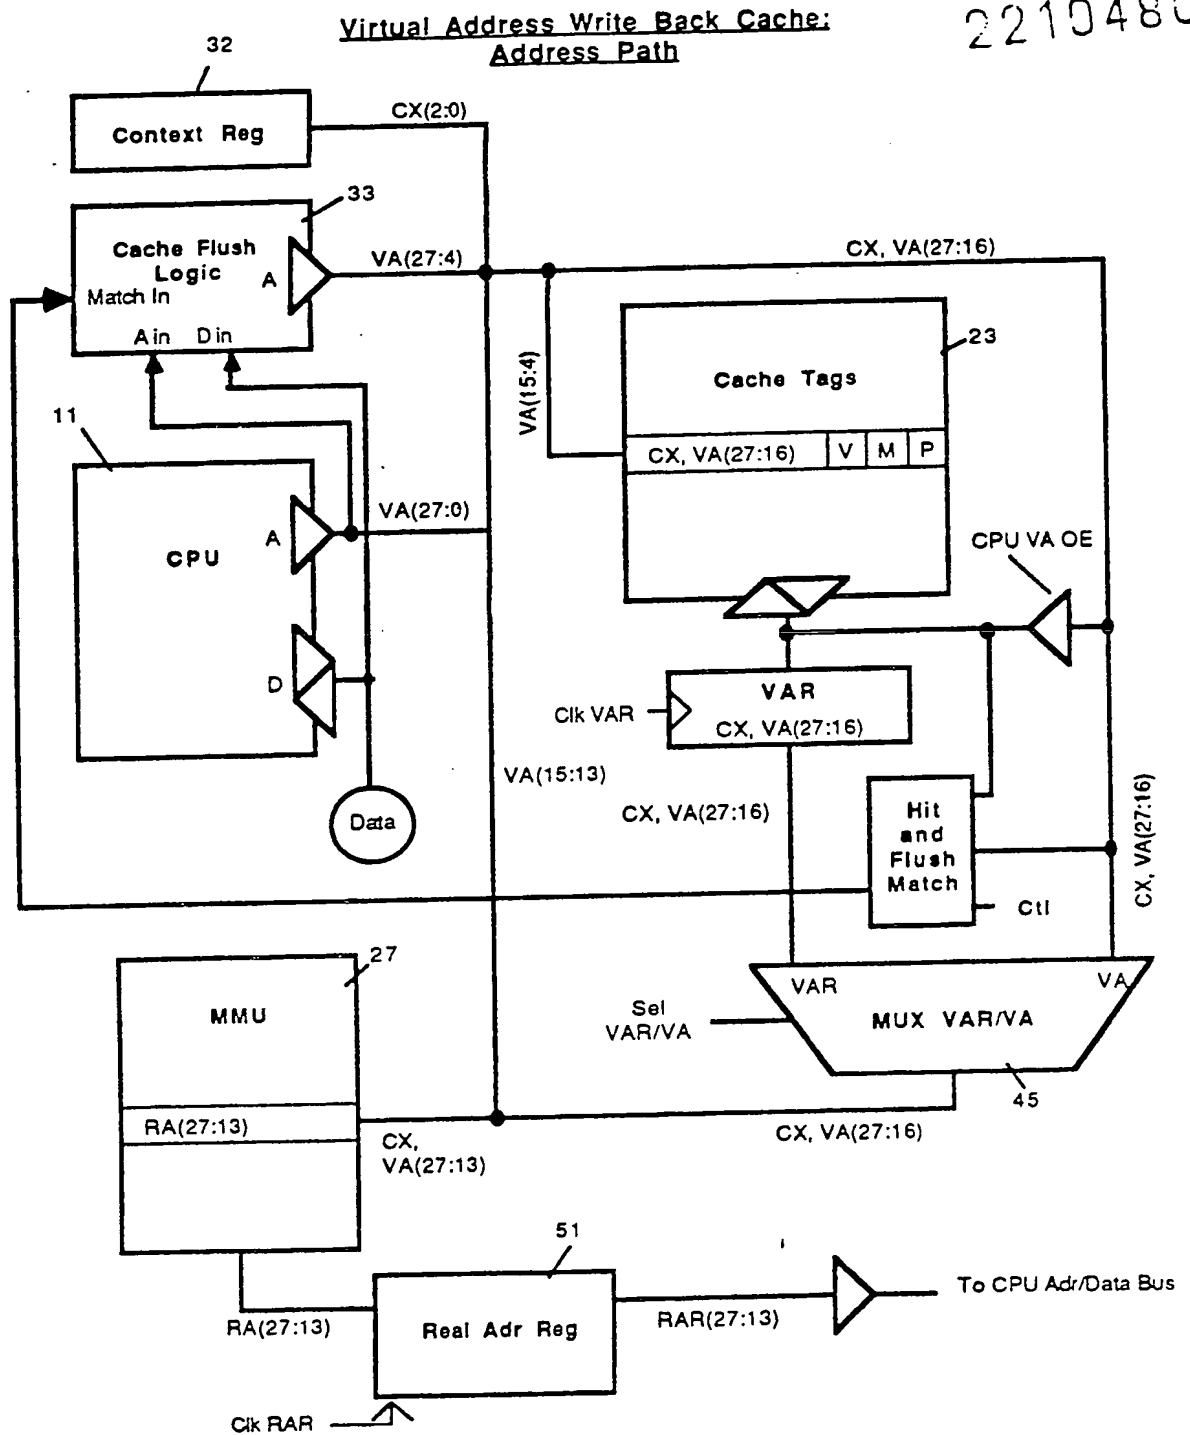 Virtual Address Write Back Cache:
Address Path
32
Context Reg
CX(2:0)
33
Cache Flush
Logic
A
Match In
A in D in
VA(27:4)
CX, VA(27:16)
VA(15:4)
23
Cache Tags
CX, VA(27:16) V M P
11
CPU
A
D
VA(27:0)
CPU VA OE
VAR
CX, VA(27:16)
Clk VAR
Data
VA(15:13)
CX, VA(27:16)
Hit
and
Flush
Match
Ctl
CX, VA(27:16)
27
MMU
RA(27:13)
VAR
VA
MUX VAR/VA
Sel
VAR/VA
45
CX,
VA(27:13)
CX, VA(27:16)
51
Real Adr Reg
RA(27:13)
RAR(27:13)
To CPU Adr/Data Bus
Clk RAR